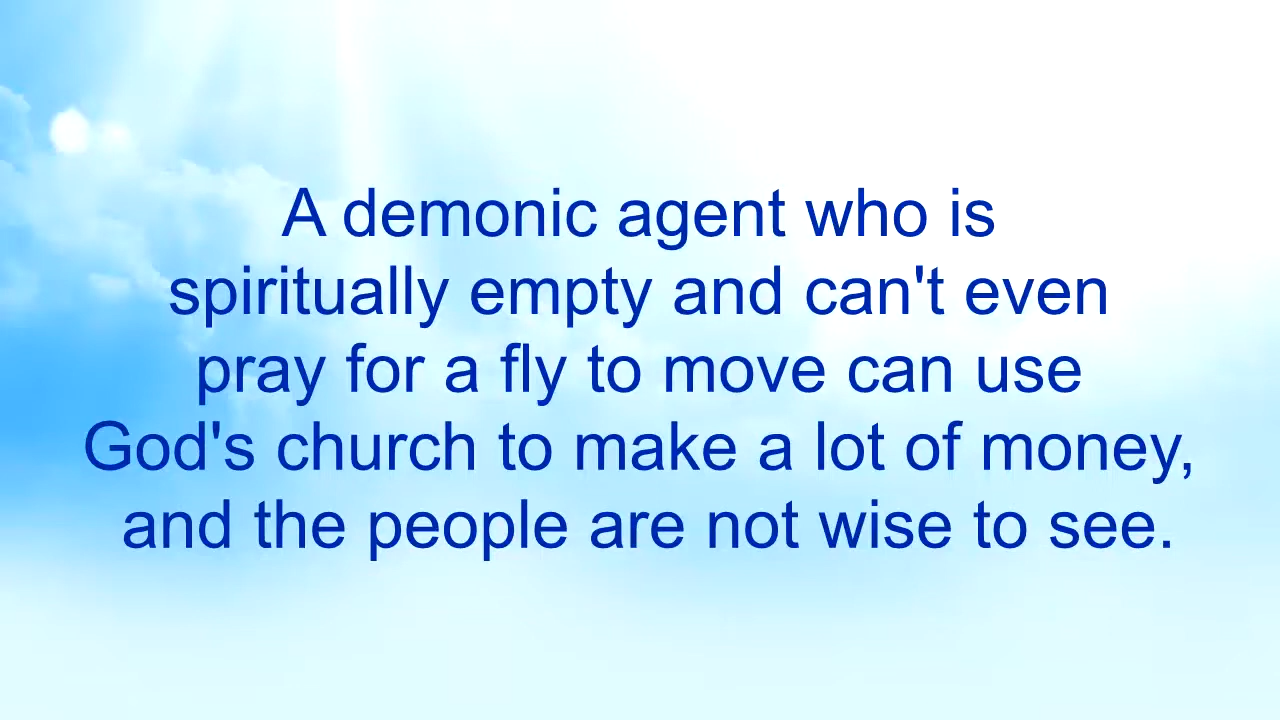 A demonic agent who is
spiritually empty and can't even
pray for a fly to move can use
God's church to make a lot of money,
and the people are not wise to see.